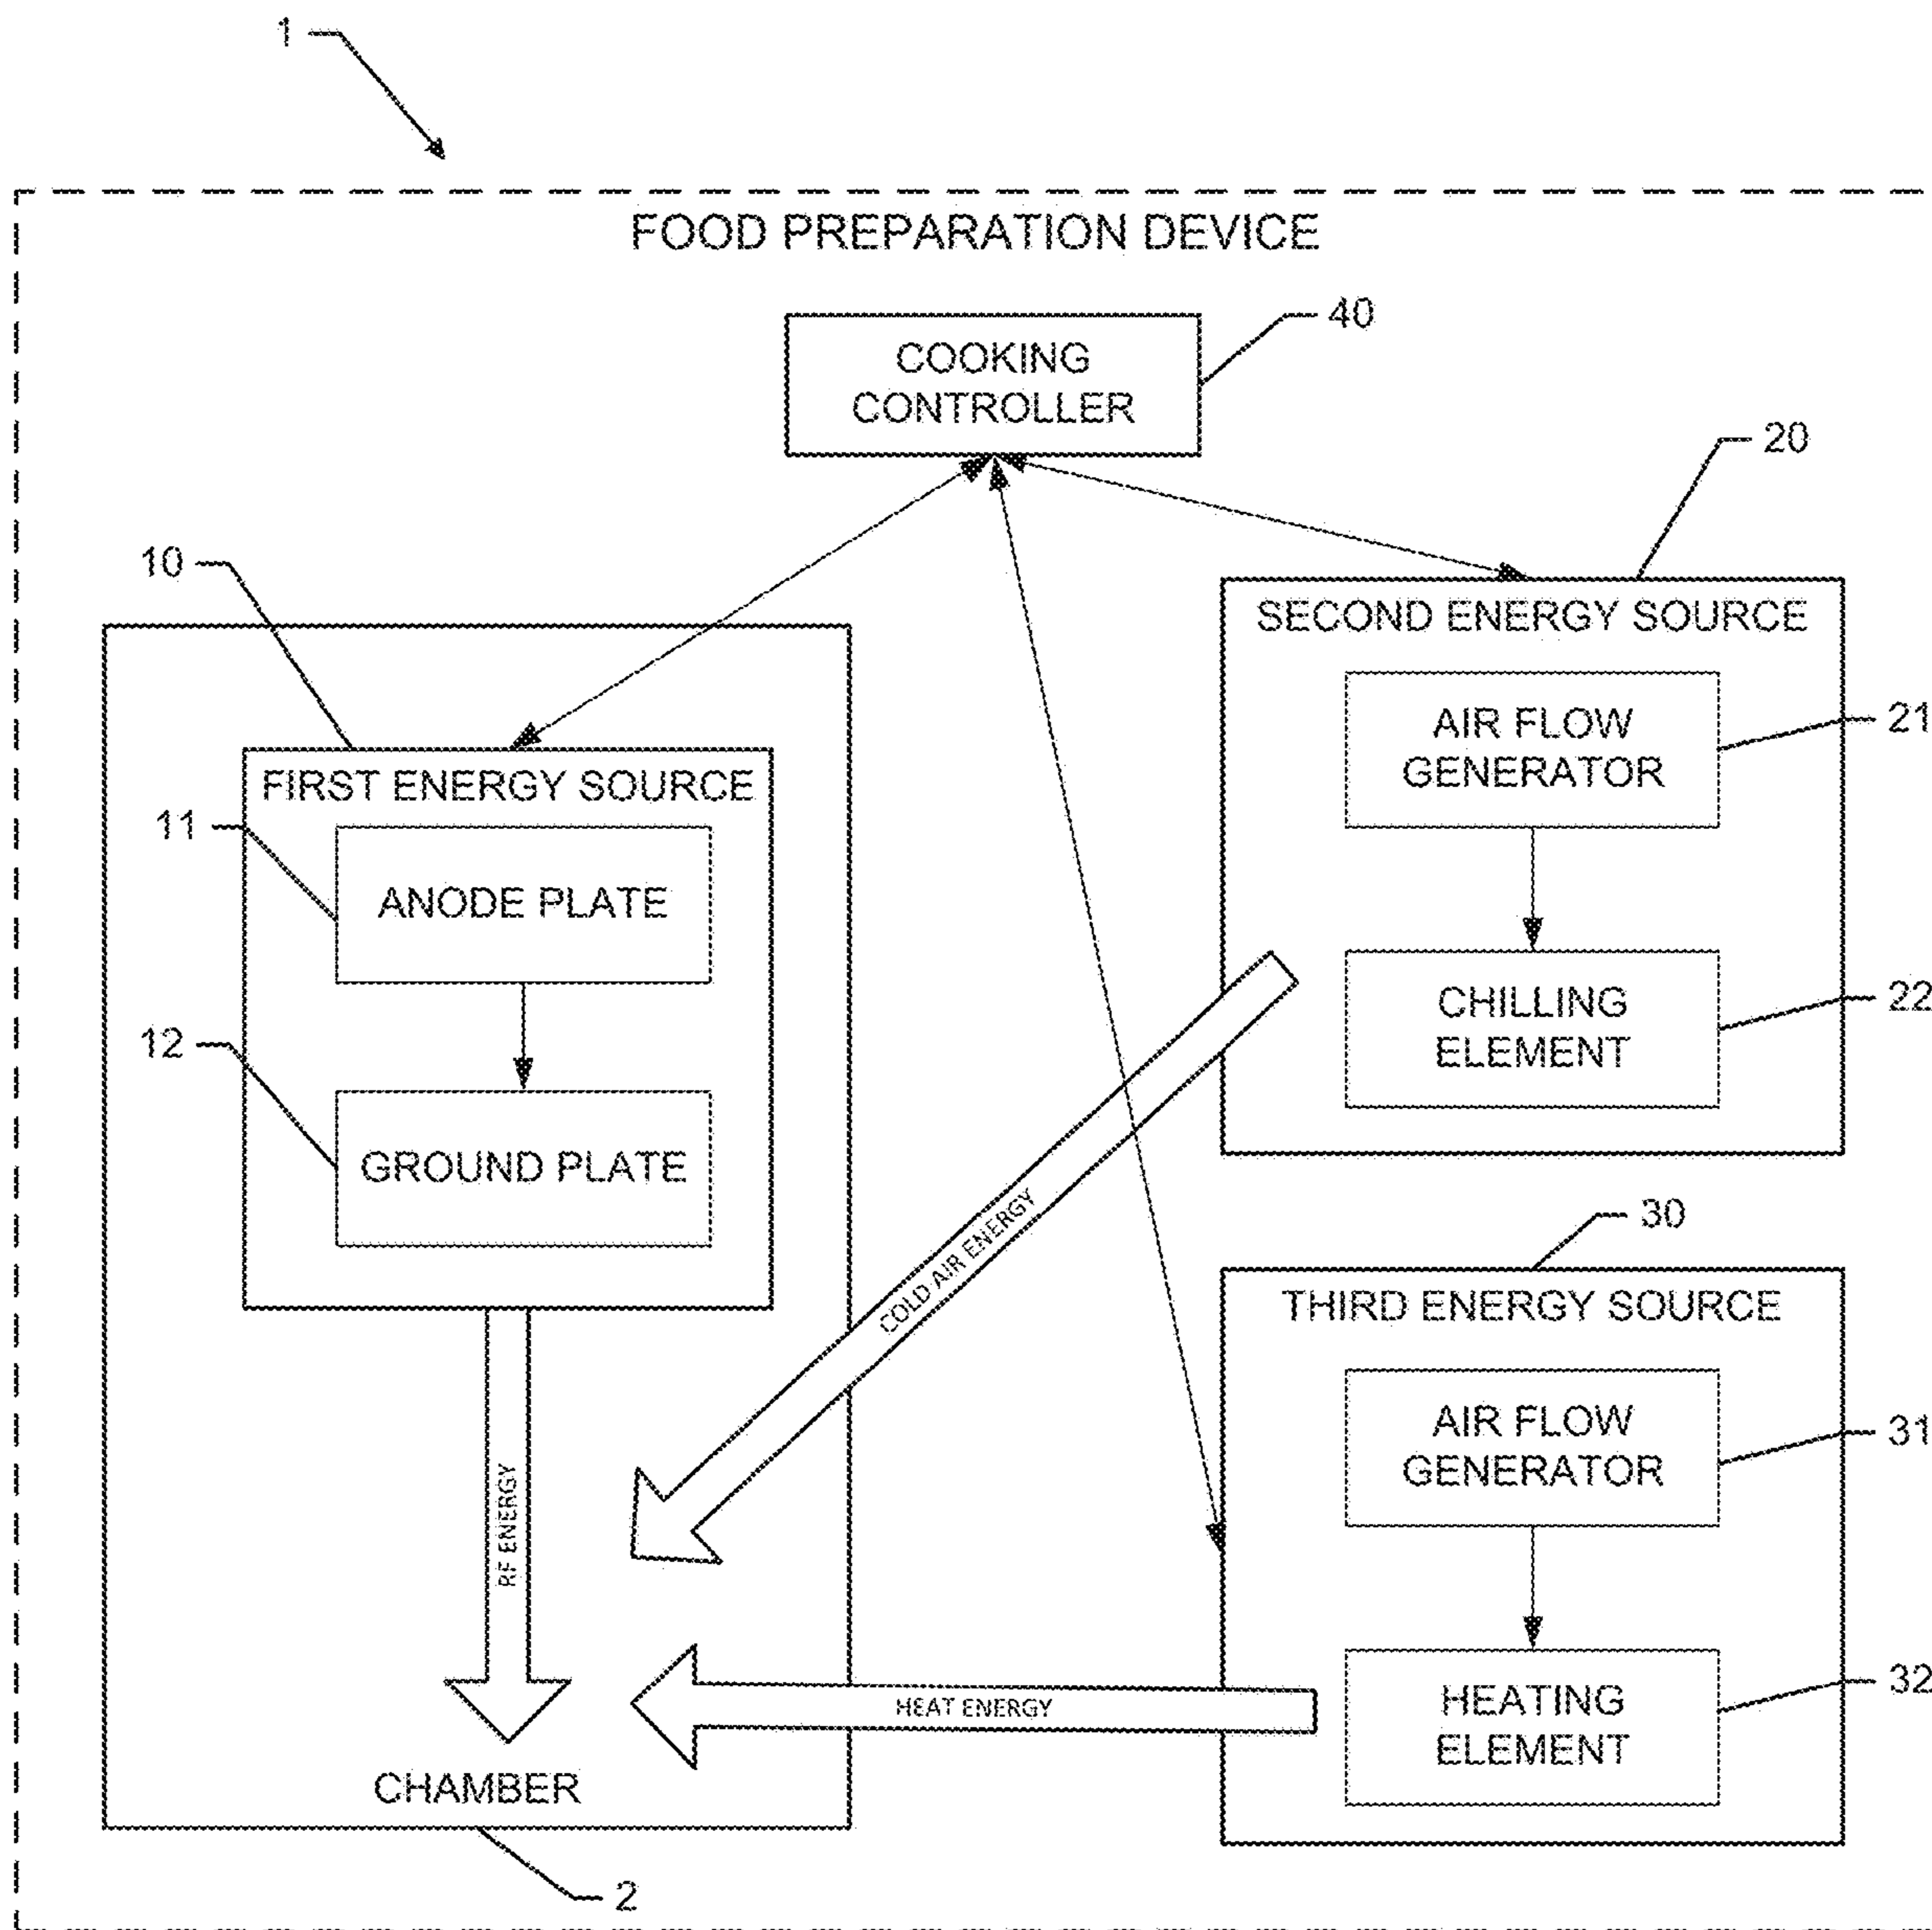 1
FOOD PREPARATION DEVICE
40
COOKING
CONTROLLER
20
10
SECOND ENERGY SOURCE
AIR FLOW
GENERATOR
21
FIRST ENERGY SOURCE
11
ANODE PLATE
CHILLING
ELEMENT
22
12
GROUND PLATE
COLD AIR ENERGY
30
THIRD ENERGY SOURCE
AIR FLOW
GENERATOR
31
RF ENERGY
HEAT ENERGY
HEATING
ELEMENT
32
CHAMBER
2